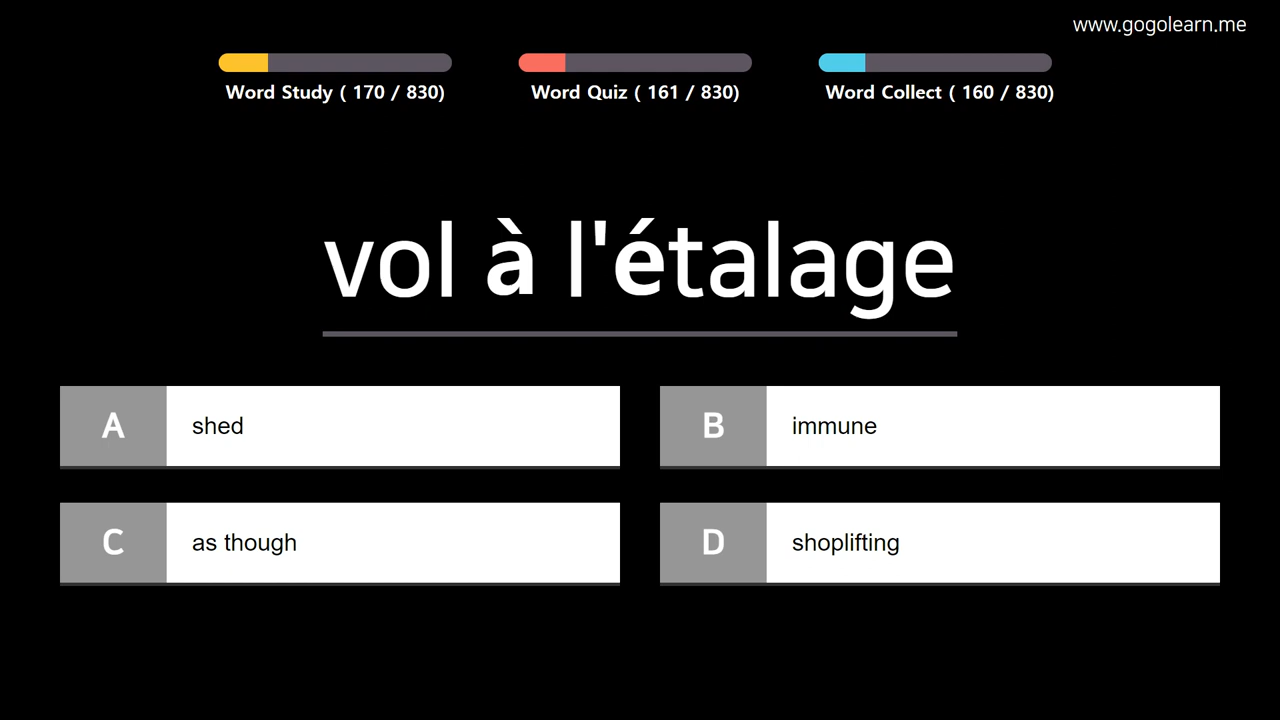 www.gogolearn.me
Word Study ( 170 / 830)
Word Quiz ( 161 / 830)
Word Collect ( 160 / 830)
vol à l'étalage
A shed
B immune
C as though
D shoplifting